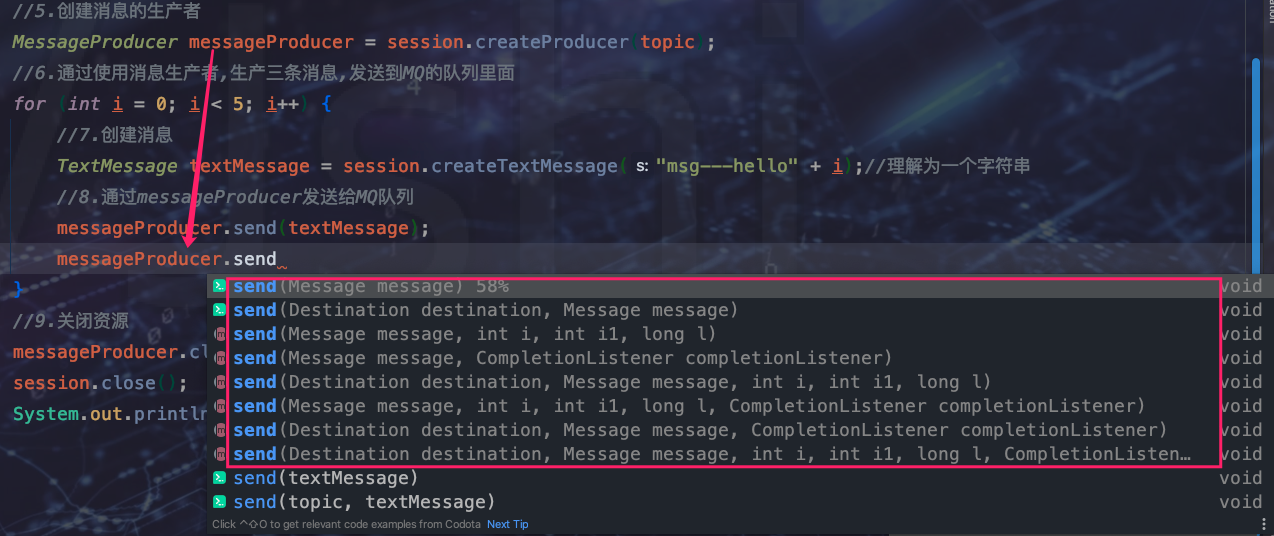 //5.创建消息的生产者
MessageProducer messageProducer = session.createProducer(topic);
//6.通过使用消息生产者,生产三条消息,发送到MQ的队列里面
for (int i = 0; i < 5; i++) {
//7.创建消息
TextMessage textMessage = session.createTextMessage( s: "msg---hello" + i);//理解为一个字符串
//8.通过messageProducer发送给MQ队列
messageProducer.send(textMessage);
messageProducer.send
send(Message message) 58% void
}
send(Destination destination, Message message) void
//9.关闭资源
send(Message message, int i, int i1, long l) void
messageProducer.cl
send(Message message, CompletionListener completionListener) void
session.close();
send(Destination destination, Message message, int i, int i1, long l) void
System.out.println
send(Message message, int i, int i1, long l, CompletionListener completionListener) void
send(Destination destination, Message message, CompletionListener completionListener) void
send(Destination destination, Message message, int i, int i1, long l, CompletionListen… void
send(textMessage) void
send(topic, textMessage) void
Click ^⇧O to get relevant code examples from Codota Next Tip